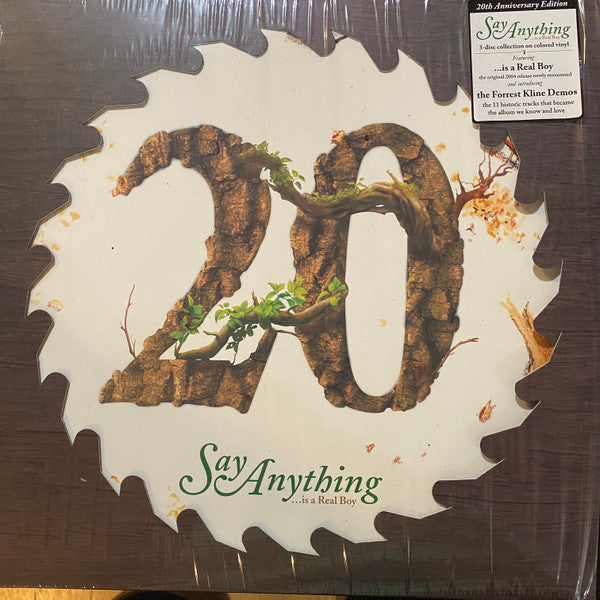 20th Anniversary Edition
Say Anything
...is a Real Boy
3-disc collection on colored vinyl
Featuring
...is a Real Boy
the original 2004 release newly remastered
and introducing
the Forrest Kline Demos
the 13 historic tracks that became
the album we know and love
20
Say Anything
...is a Real Boy